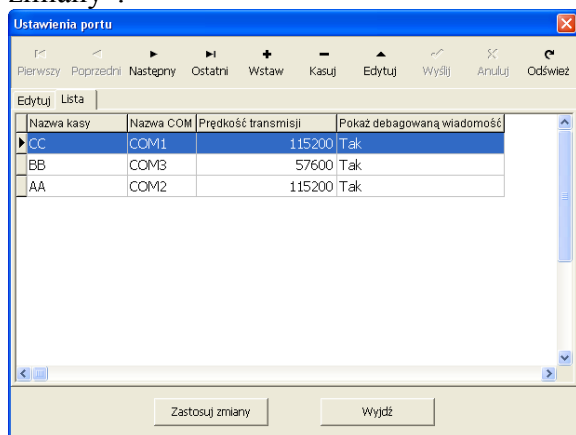 zmiany".
Ustawienia portu
Pierwszy Poprzedni Następny Ostatni Wstaw Kasuj Edytuj Wyślij Anuluj Odśwież
Edytuj Lista
Nazwa kasy Nazwa COM Prędkość transmisji Pokaż debagowaną wiadomość
CC COM1 115200 Tak
BB COM3 57600 Tak
AA COM2 115200 Tak
Zastosuj zmiany Wyjdź